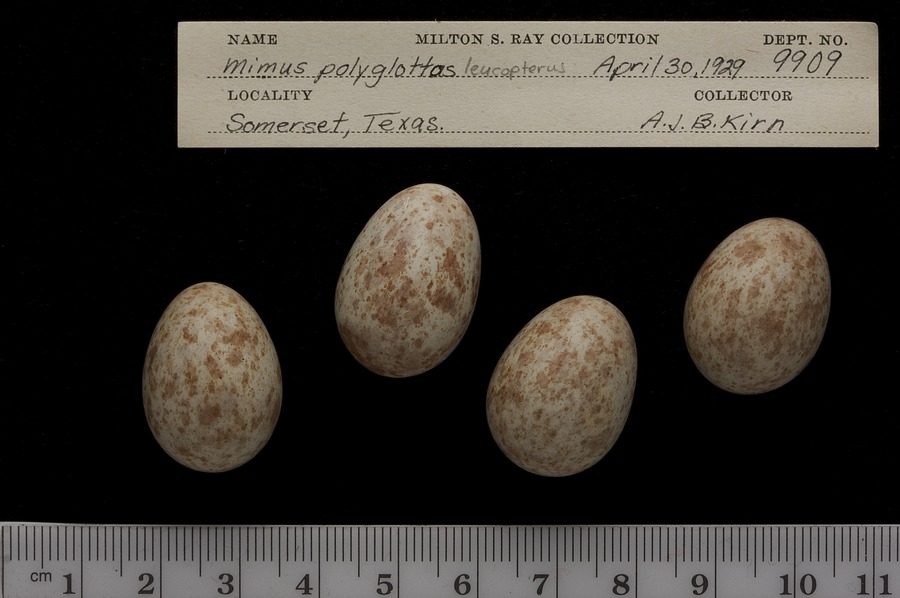 NAME MILTON S. RAY COLLECTION DEPT. NO.
Mimus polyglottas leucopterus April 30, 1929 9909
LOCALITY COLLECTOR
Somerset, Texas. A.J.B. Kirn
cm 1 2 3 4 5 6 7 8 9 10 11